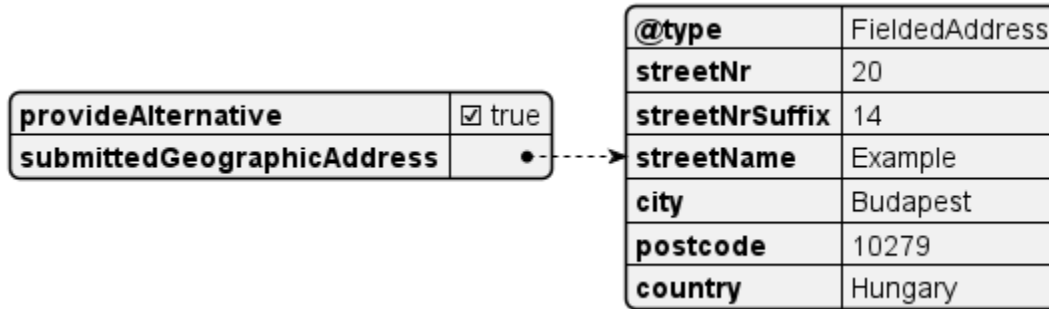 provideAlternative ☑ true
submittedGeographicAddress
@type FieldedAddress
streetNr 20
streetNrSuffix 14
streetName Example
city Budapest
postcode 10279
country Hungary